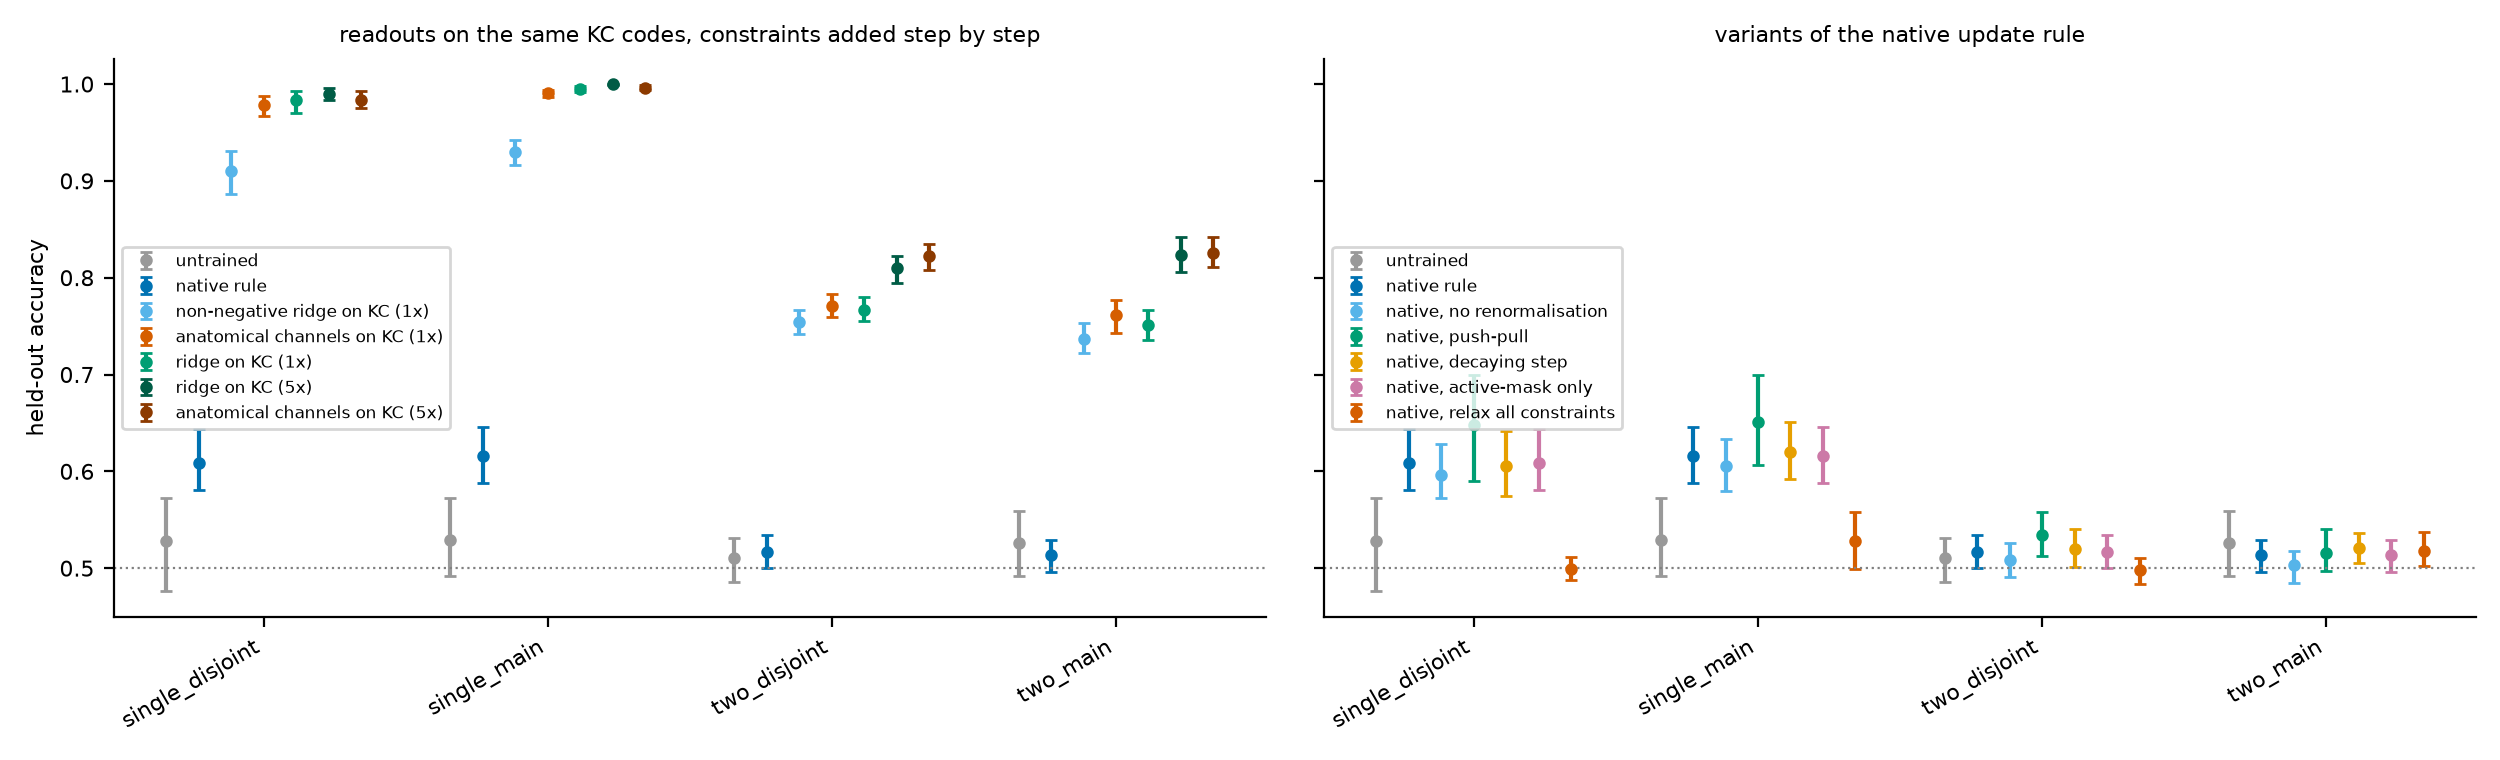 readouts on the same KC codes, constraints added step by step
held-out accuracy
1.0
0.9
0.8
0.7
0.6
0.5
untrained
native rule
non-negative ridge on KC (1x)
anatomical channels on KC (1x)
ridge on KC (1x)
ridge on KC (5x)
anatomical channels on KC (5x)
single_disjoint
single_main
two_disjoint
two_main
variants of the native update rule
untrained
native rule
native, no renormalisation
native, push-pull
native, decaying step
native, active-mask only
native, relax all constraints
single_disjoint
single_main
two_disjoint
two_main